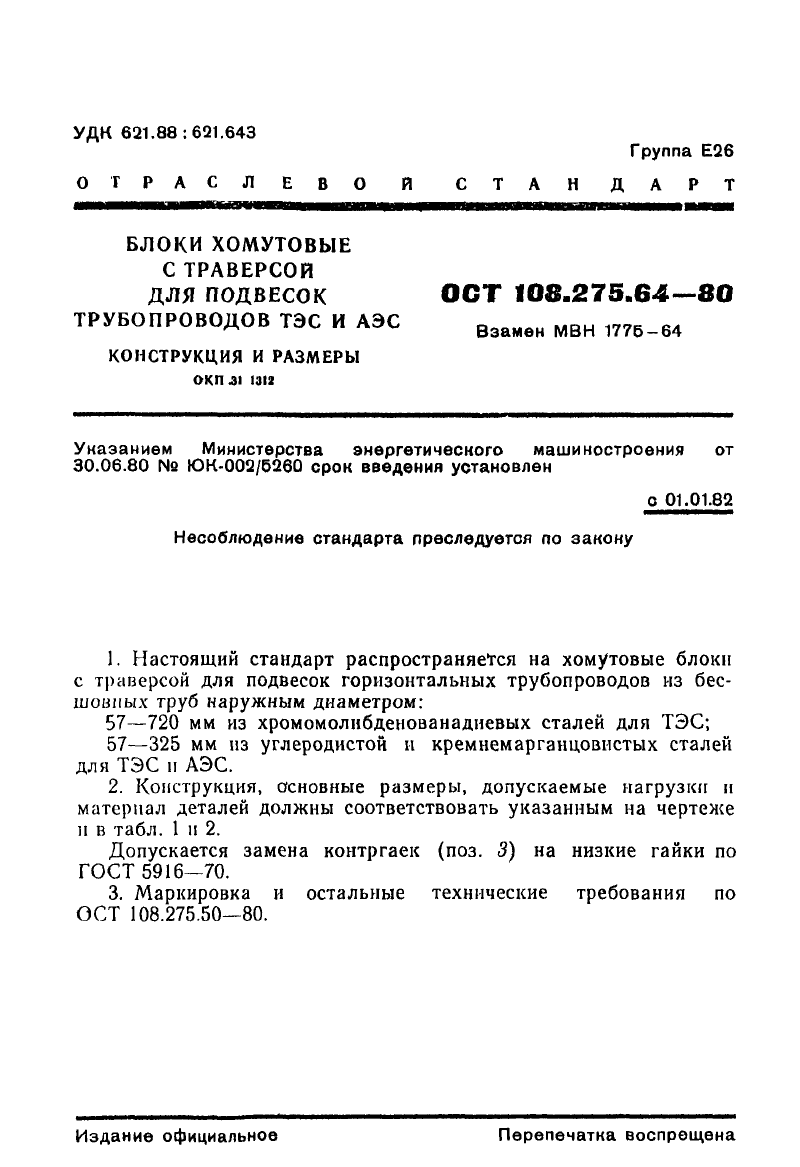 УДК 621.88 : 621.643
Группа Е26
ОТРАСЛЕВОЙ СТАНДАРТ
БЛОКИ ХОМУТОВЫЕ
С ТРАВЕРСОЙ
ДЛЯ ПОДВЕСОК
ТРУБОПРОВОДОВ ТЭС И АЭС
КОНСТРУКЦИЯ И РАЗМЕРЫ
ОКП 31 1312
ОСТ 108.275.64—80
Взамен МВН 1775—64
Указанием Министерства энергетического машиностроения от
30.06.80 № ЮК-002/5260 срок введения установлен
с 01.01.82
Несоблюдение стандарта преследуется по закону
1. Настоящий стандарт распространяется на хомутовые блоки
с траверсой для подвесок горизонтальных трубопроводов из бес-
шовных труб наружным диаметром:
57—720 мм из хромомолибденованадиевых сталей для ТЭС;
57—325 мм из углеродистой и кремнемарганцовистых сталей
для ТЭС и АЭС.
2. Конструкция, основные размеры, допускаемые нагрузки и
материал деталей должны соответствовать указанным на чертеже
и в табл. 1 и 2.
Допускается замена контргаек (поз. 3) на низкие гайки по
ГОСТ 5916—70.
3. Маркировка и остальные технические требования по
ОСТ 108.275.50—80.
Издание официальное
Перепечатка воспрещена